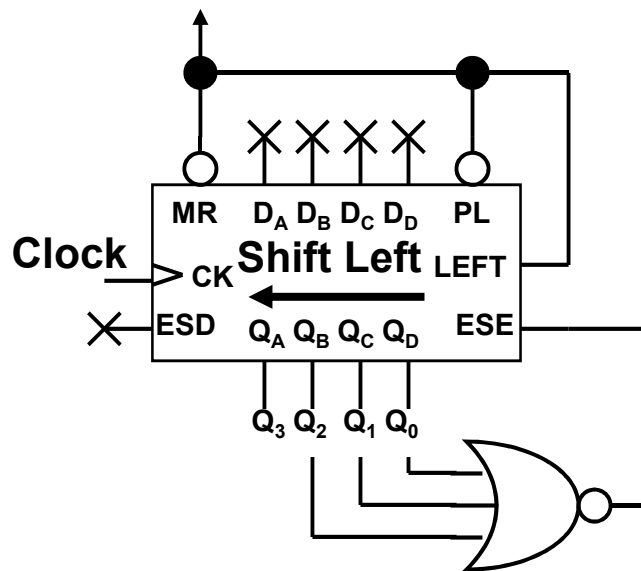 MR D_A D_B D_C D_D PL
Clock CK Shift Left LEFT
ESD Q_A Q_B Q_C Q_D ESE
Q_3 Q_2 Q_1 Q_0